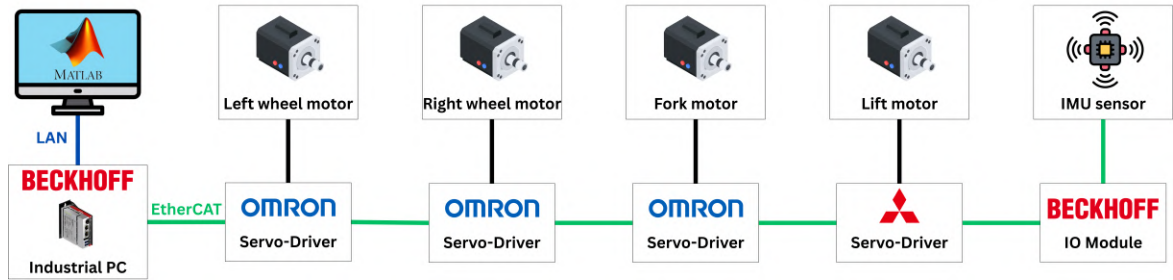 MATLAB
Left wheel motor
Right wheel motor
Fork motor
Lift motor
IMU sensor
LAN
BECKHOFF
Industrial PC
EtherCAT
OMRON
Servo-Driver
OMRON
Servo-Driver
OMRON
Servo-Driver
Servo-Driver
BECKHOFF
IO Module